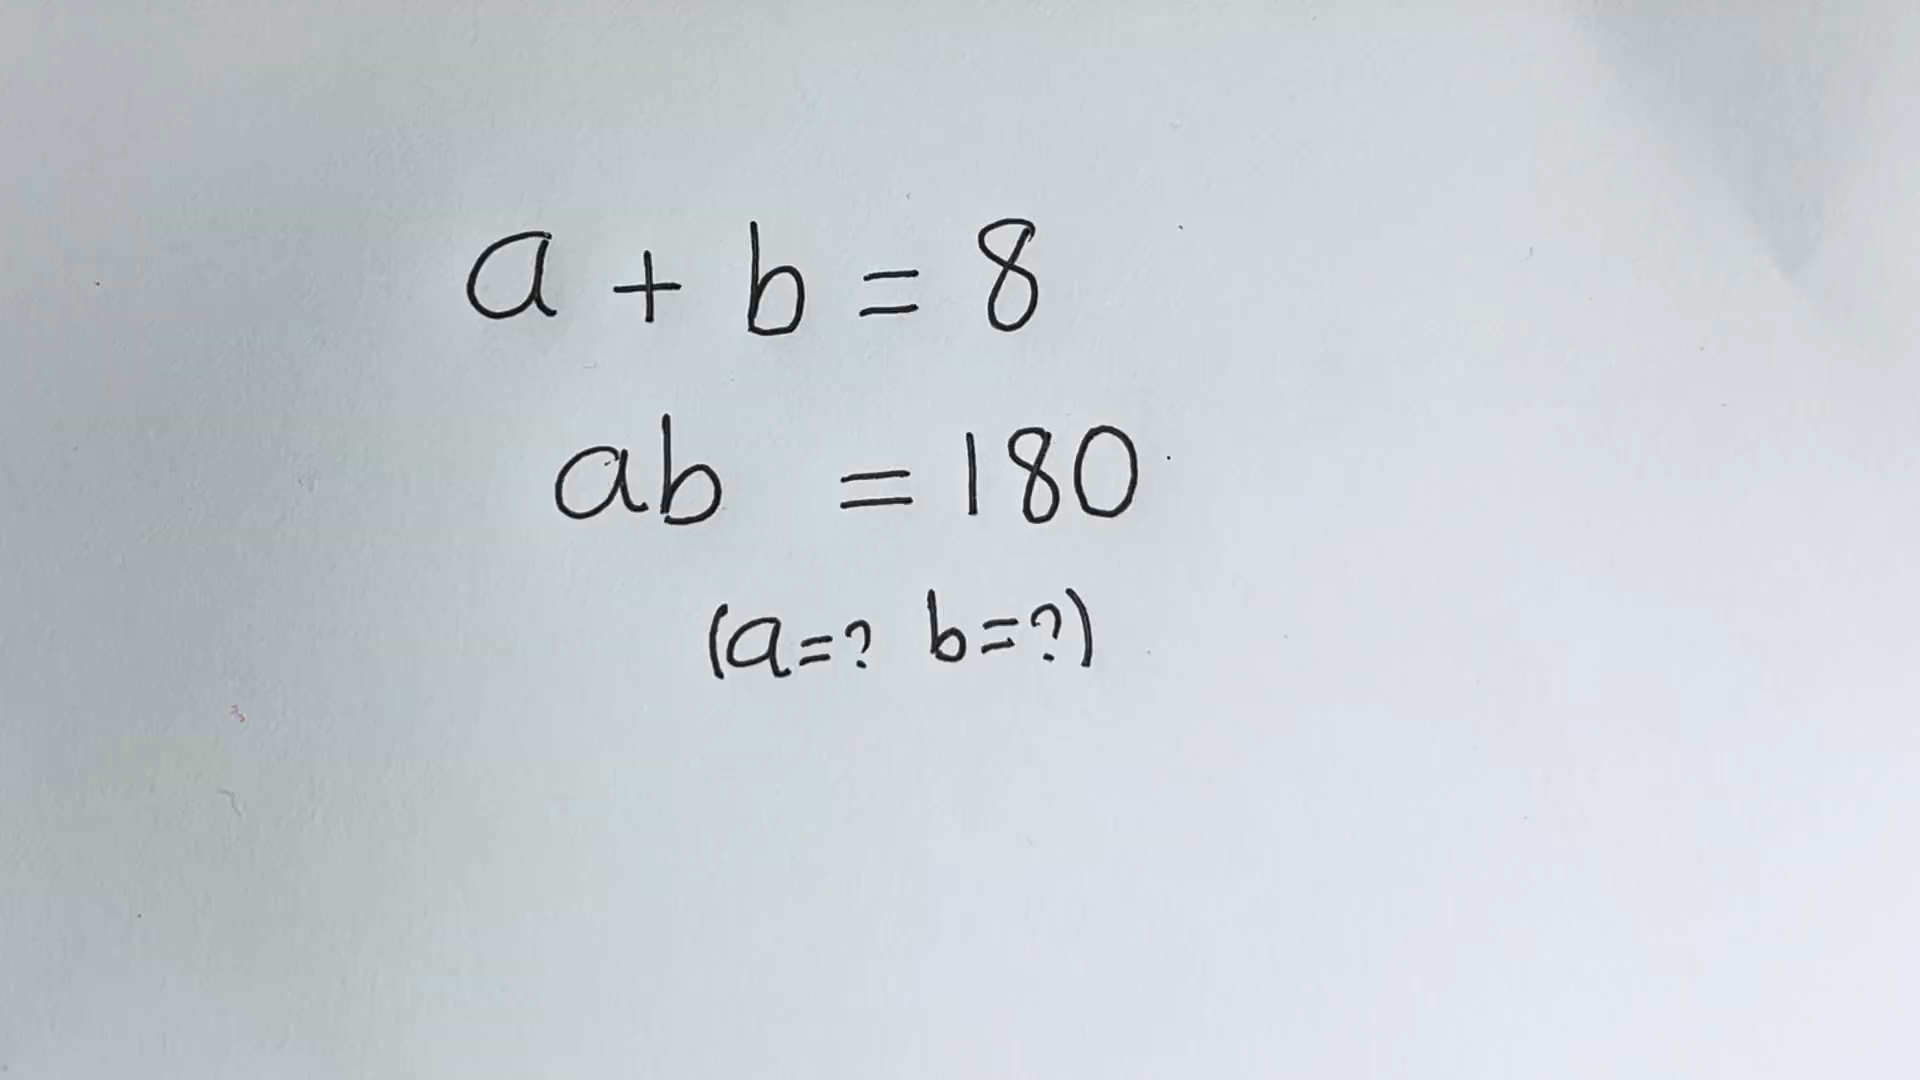 a + b = 8
ab = 180
(a=? b=?)